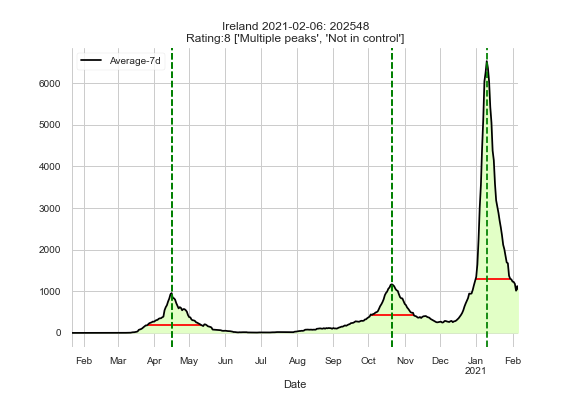 Ireland 2021-02-06: 202548
Rating:8 ['Multiple peaks', 'Not in control']
Average-7d
6000
5000
4000
3000
2000
1000
0
Feb Mar Apr May Jun Jul Aug Sep Oct Nov Dec Jan Feb
2021
Date